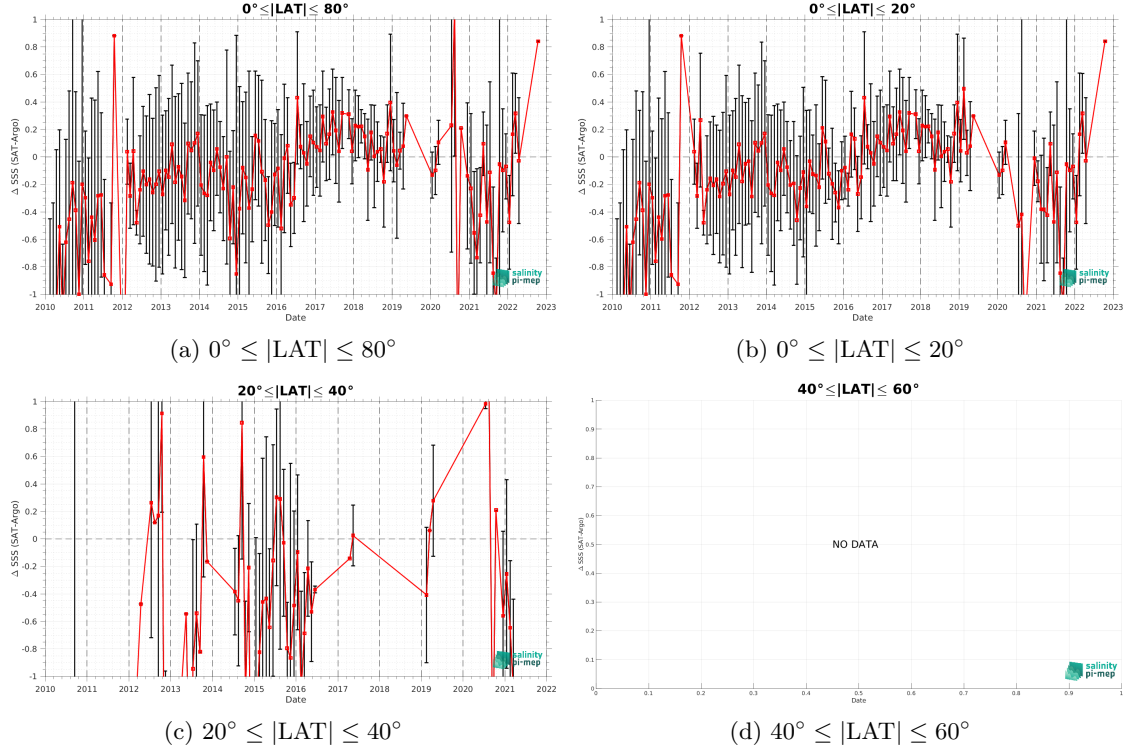 0°≤|LAT|≤ 80°
Δ SSS (SAT-Argo)
1
0.8
0.6
0.4
0.2
0
-0.2
-0.4
-0.6
-0.8
-1
2010 2011 2012 2013 2014 2015 2016 2017 2018 2019 2020 2021 2022 2023
Date
salinity
pi-mep
(a) 0° ≤ |LAT| ≤ 80°
0°≤|LAT|≤ 20°
Δ SSS (SAT-Argo)
1
0.8
0.6
0.4
0.2
0
-0.2
-0.4
-0.6
-0.8
-1
2010 2011 2012 2013 2014 2015 2016 2017 2018 2019 2020 2021 2022 2023
Date
salinity
pi-mep
(b) 0° ≤ |LAT| ≤ 20°
20°≤|LAT|≤ 40°
Δ SSS (SAT-Argo)
1
0.8
0.6
0.4
0.2
0
-0.2
-0.4
-0.6
-0.8
-1
2010 2011 2012 2013 2014 2015 2016 2017 2018 2019 2020 2021 2022
Date
salinity
pi-mep
(c) 20° ≤ |LAT| ≤ 40°
40°≤|LAT|≤ 60°
Δ SSS (SAT-Argo)
1
0.9
0.8
0.7
0.6
0.5
0.4
0.3
0.2
0.1
0
NO DATA
0 0.1 0.2 0.3 0.4 0.5 0.6 0.7 0.8 0.9 1
Date
salinity
pi-mep
(d) 40° ≤ |LAT| ≤ 60°